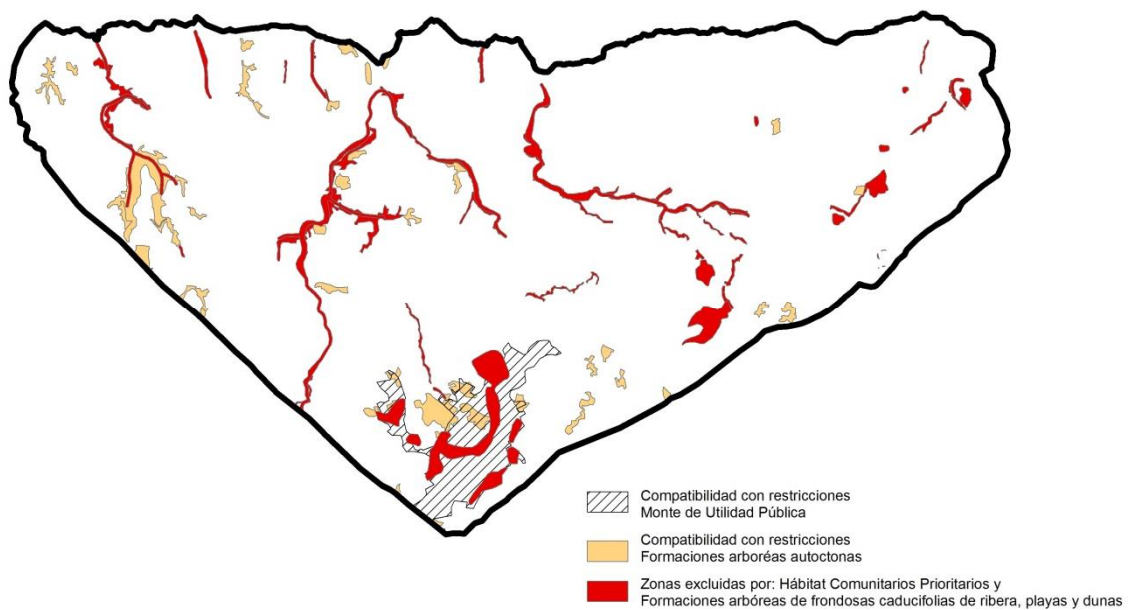 Compatibilidad con restricciones
Monte de Utilidad Pública
Compatibilidad con restricciones
Formaciones arboréas autoctonas
Zonas excluidas por: Hábitat Comunitarios Prioritarios y
Formaciones arbóreas de frondosas caducifolias de ribera, playas y dunas